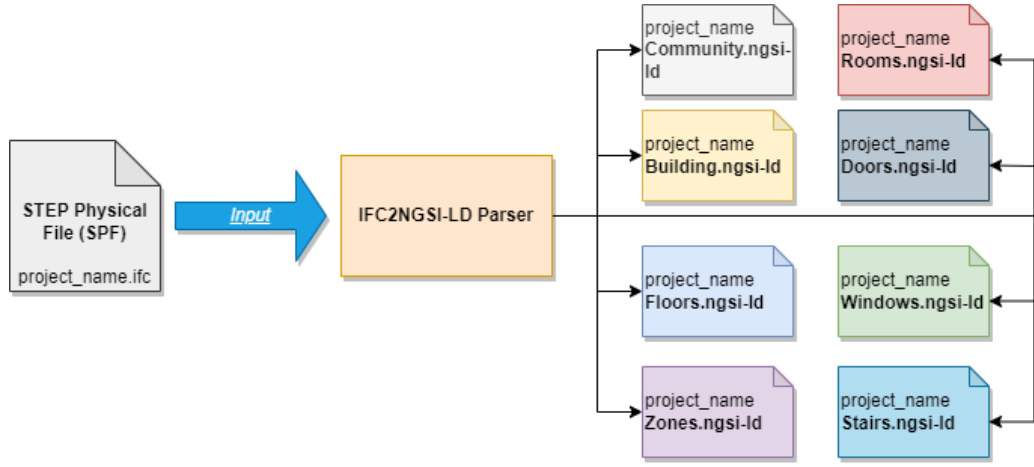 STEP Physical
File (SPF)
project_name.ifc
Input
IFC2NGSI-LD Parser
project_name
Community.ngsi-
ld
project_name
Building.ngsi-ld
project_name
Floors.ngsi-ld
project_name
Zones.ngsi-ld
project_name
Rooms.ngsi-ld
project_name
Doors.ngsi-ld
project_name
Windows.ngsi-ld
project_name
Stairs.ngsi-ld